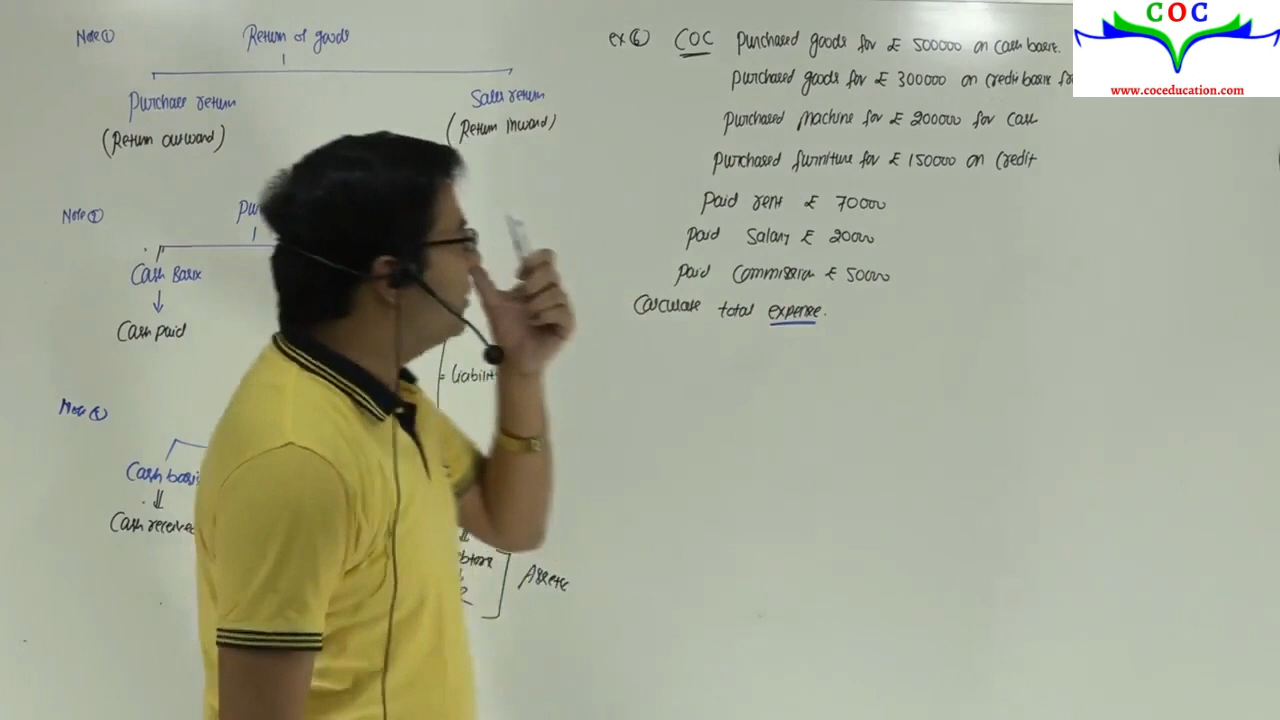 Note ①
Return of goods
Purchase return
(Return outward)
Sales return
(Return inward)
Note ②
Cash Basis
Cash paid
= Liabilit
Note
Cash basis
Cash received
Assets
COC Purchased goods for £ 500000 on cash basis.
Purchased goods for £ 300000 on credit basis
Purchased machine for £ 200000 for cash
Purchased furniture for £ 150000 on credit
Paid rent £ 70000
Paid Salary £ 20000
Paid Commission £ 50000
Calculate total expense.
COC
www.coceducation.com